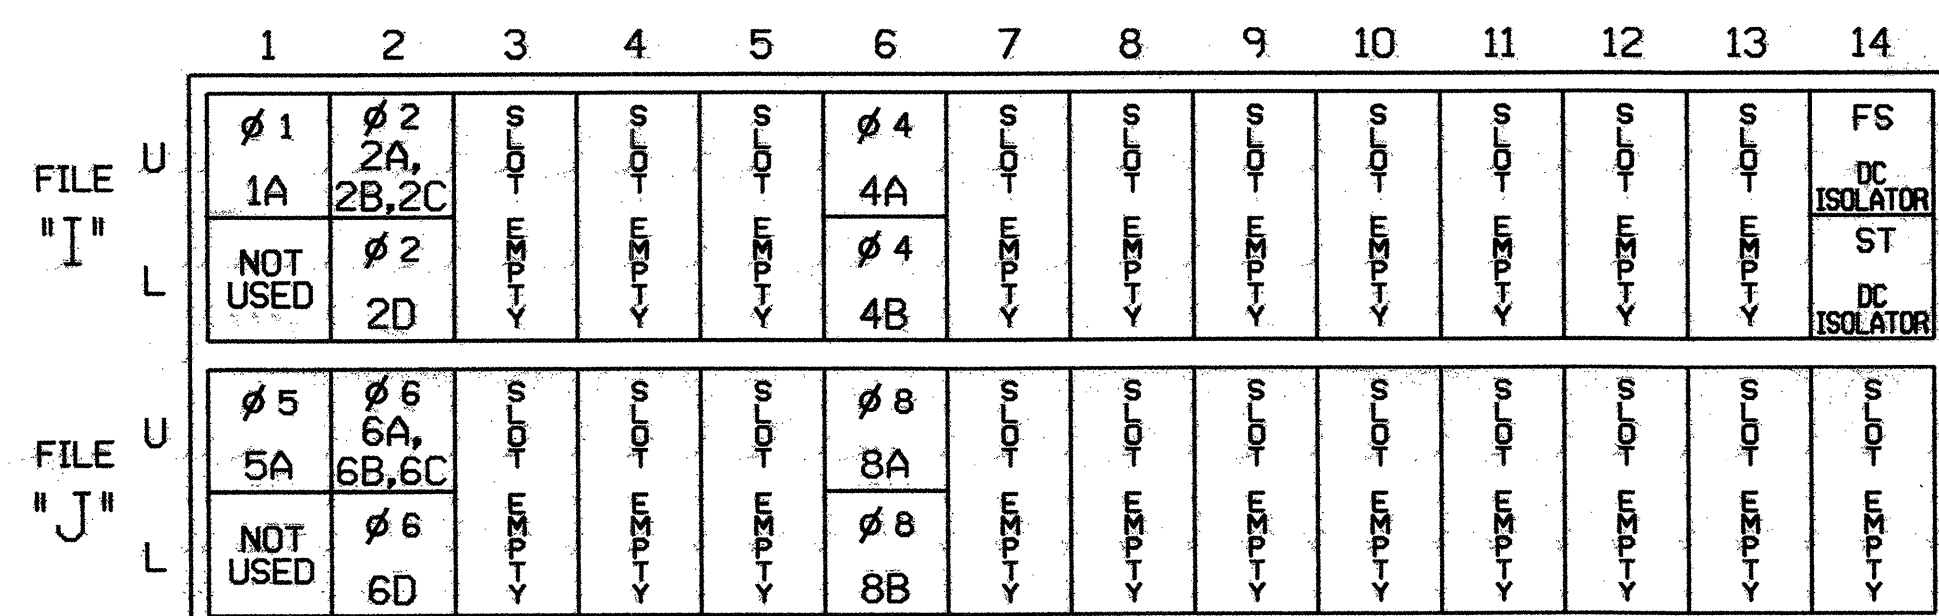 1 2 3 4 5 6 7 8 9 10 11 12 13 14
FILE "I"
U
L
Ø 1
1A
NOT
USED
Ø 2
2A,
2B,2C
Ø 2
2D
SLOT EMPTY
SLOT EMPTY
SLOT EMPTY
Ø 4
4A
Ø 4
4B
SLOT EMPTY
SLOT EMPTY
SLOT EMPTY
SLOT EMPTY
SLOT EMPTY
SLOT EMPTY
SLOT EMPTY
FS
DC
ISOLATOR
ST
DC
ISOLATOR
FILE "J"
U
L
Ø 5
5A
NOT
USED
Ø 6
6A,
6B,6C
Ø 6
6D
SLOT EMPTY
SLOT EMPTY
SLOT EMPTY
Ø 8
8A
Ø 8
8B
SLOT EMPTY
SLOT EMPTY
SLOT EMPTY
SLOT EMPTY
SLOT EMPTY
SLOT EMPTY
SLOT EMPTY
SLOT EMPTY